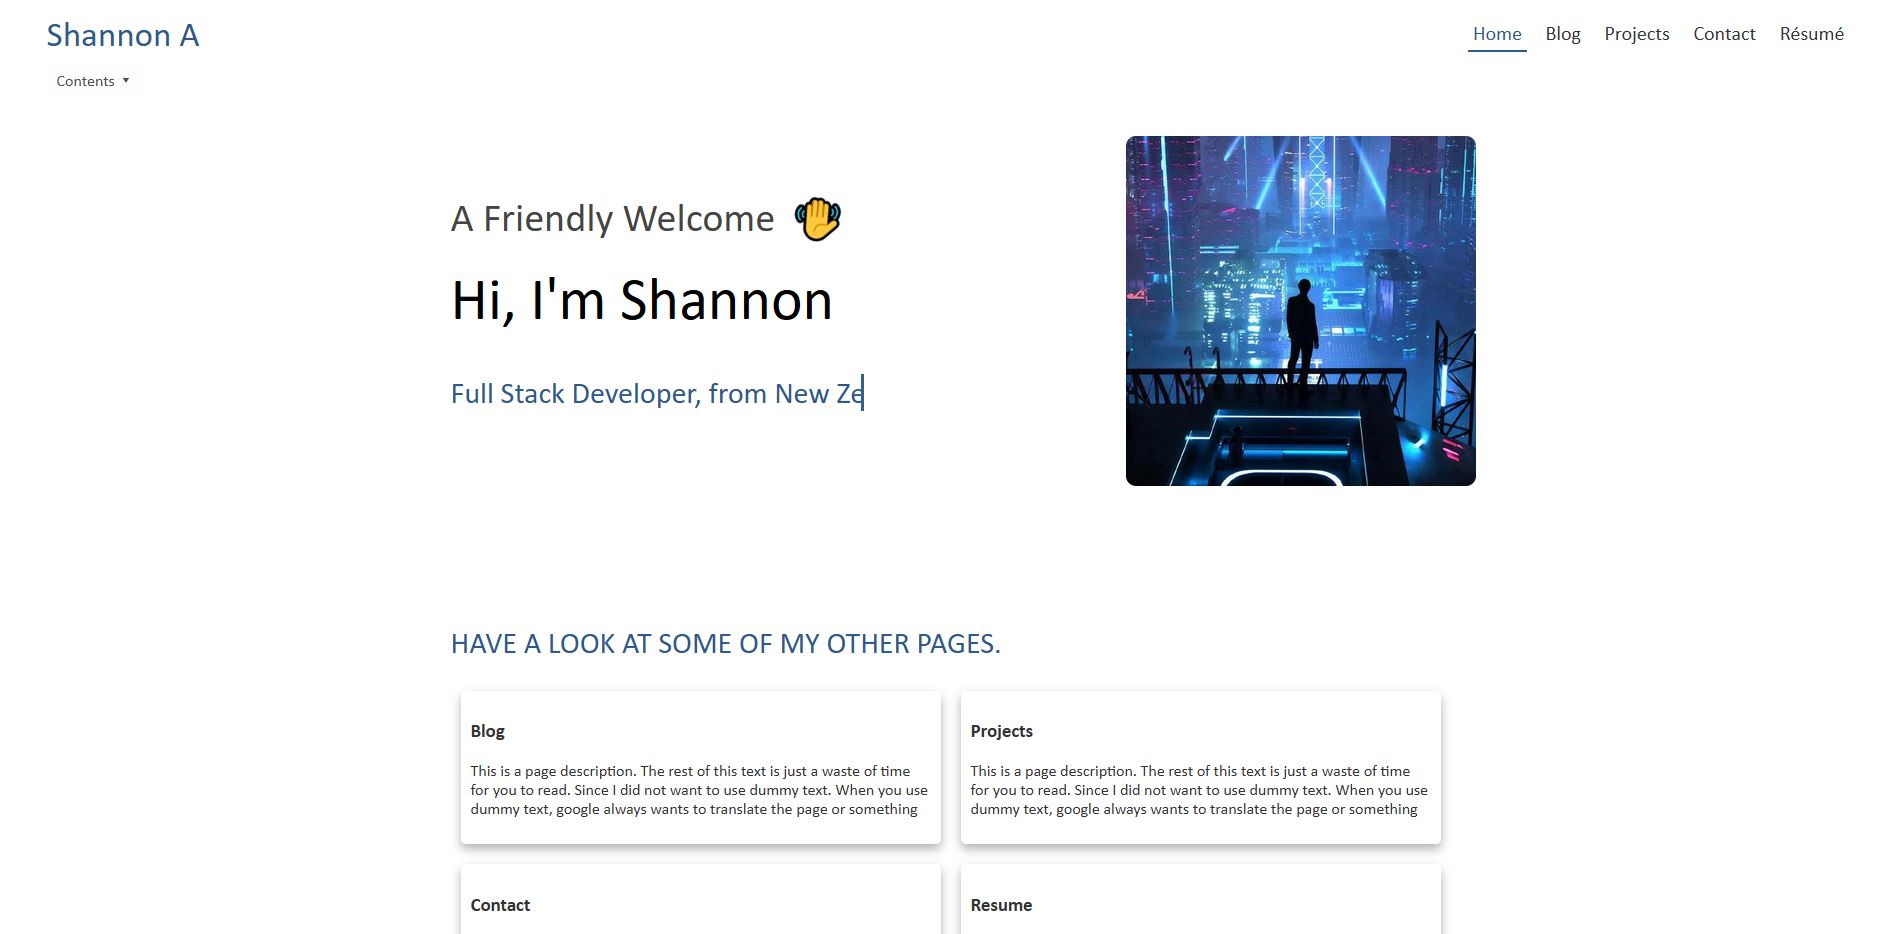 Shannon A
Home Blog Projects Contact Résumé
Contents
A Friendly Welcome
Hi, I'm Shannon
Full Stack Developer, from New Ze
HAVE A LOOK AT SOME OF MY OTHER PAGES.
Blog
This is a page description. The rest of this text is just a waste of time
for you to read. Since I did not want to use dummy text. When you use
dummy text, google always wants to translate the page or something
Projects
This is a page description. The rest of this text is just a waste of time
for you to read. Since I did not want to use dummy text. When you use
dummy text, google always wants to translate the page or something
Contact
Resume